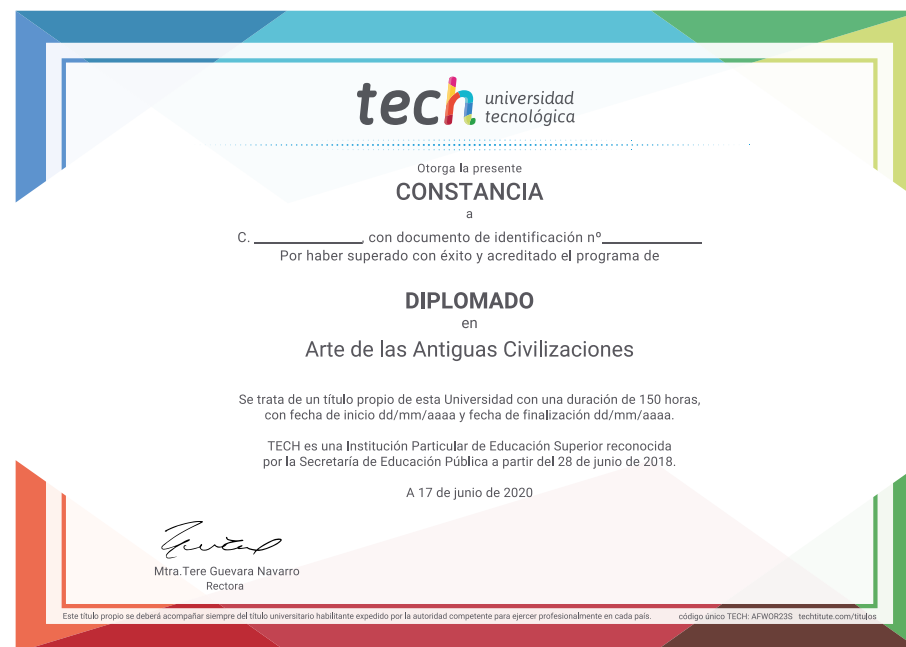 tech universidad
tecnológica
Otorga la presente
CONSTANCIA
a
C. ____________, con documento de identificación nº___________
Por haber superado con éxito y acreditado el programa de
DIPLOMADO
en
Arte de las Antiguas Civilizaciones
Se trata de un título propio de esta Universidad con una duración de 150 horas,
con fecha de inicio dd/mm/aaaa y fecha de finalización dd/mm/aaaa.
TECH es una Institución Particular de Educación Superior reconocida
por la Secretaría de Educación Pública a partir del 28 de junio de 2018.
A 17 de junio de 2020
Mtra.Tere Guevara Navarro
Rectora
Este título propio se deberá acompañar siempre del título universitario habilitante expedido por la autoridad competente para ejercer profesionalmente en cada país. código único TECH: AFWOR23S techtitute.com/titulos